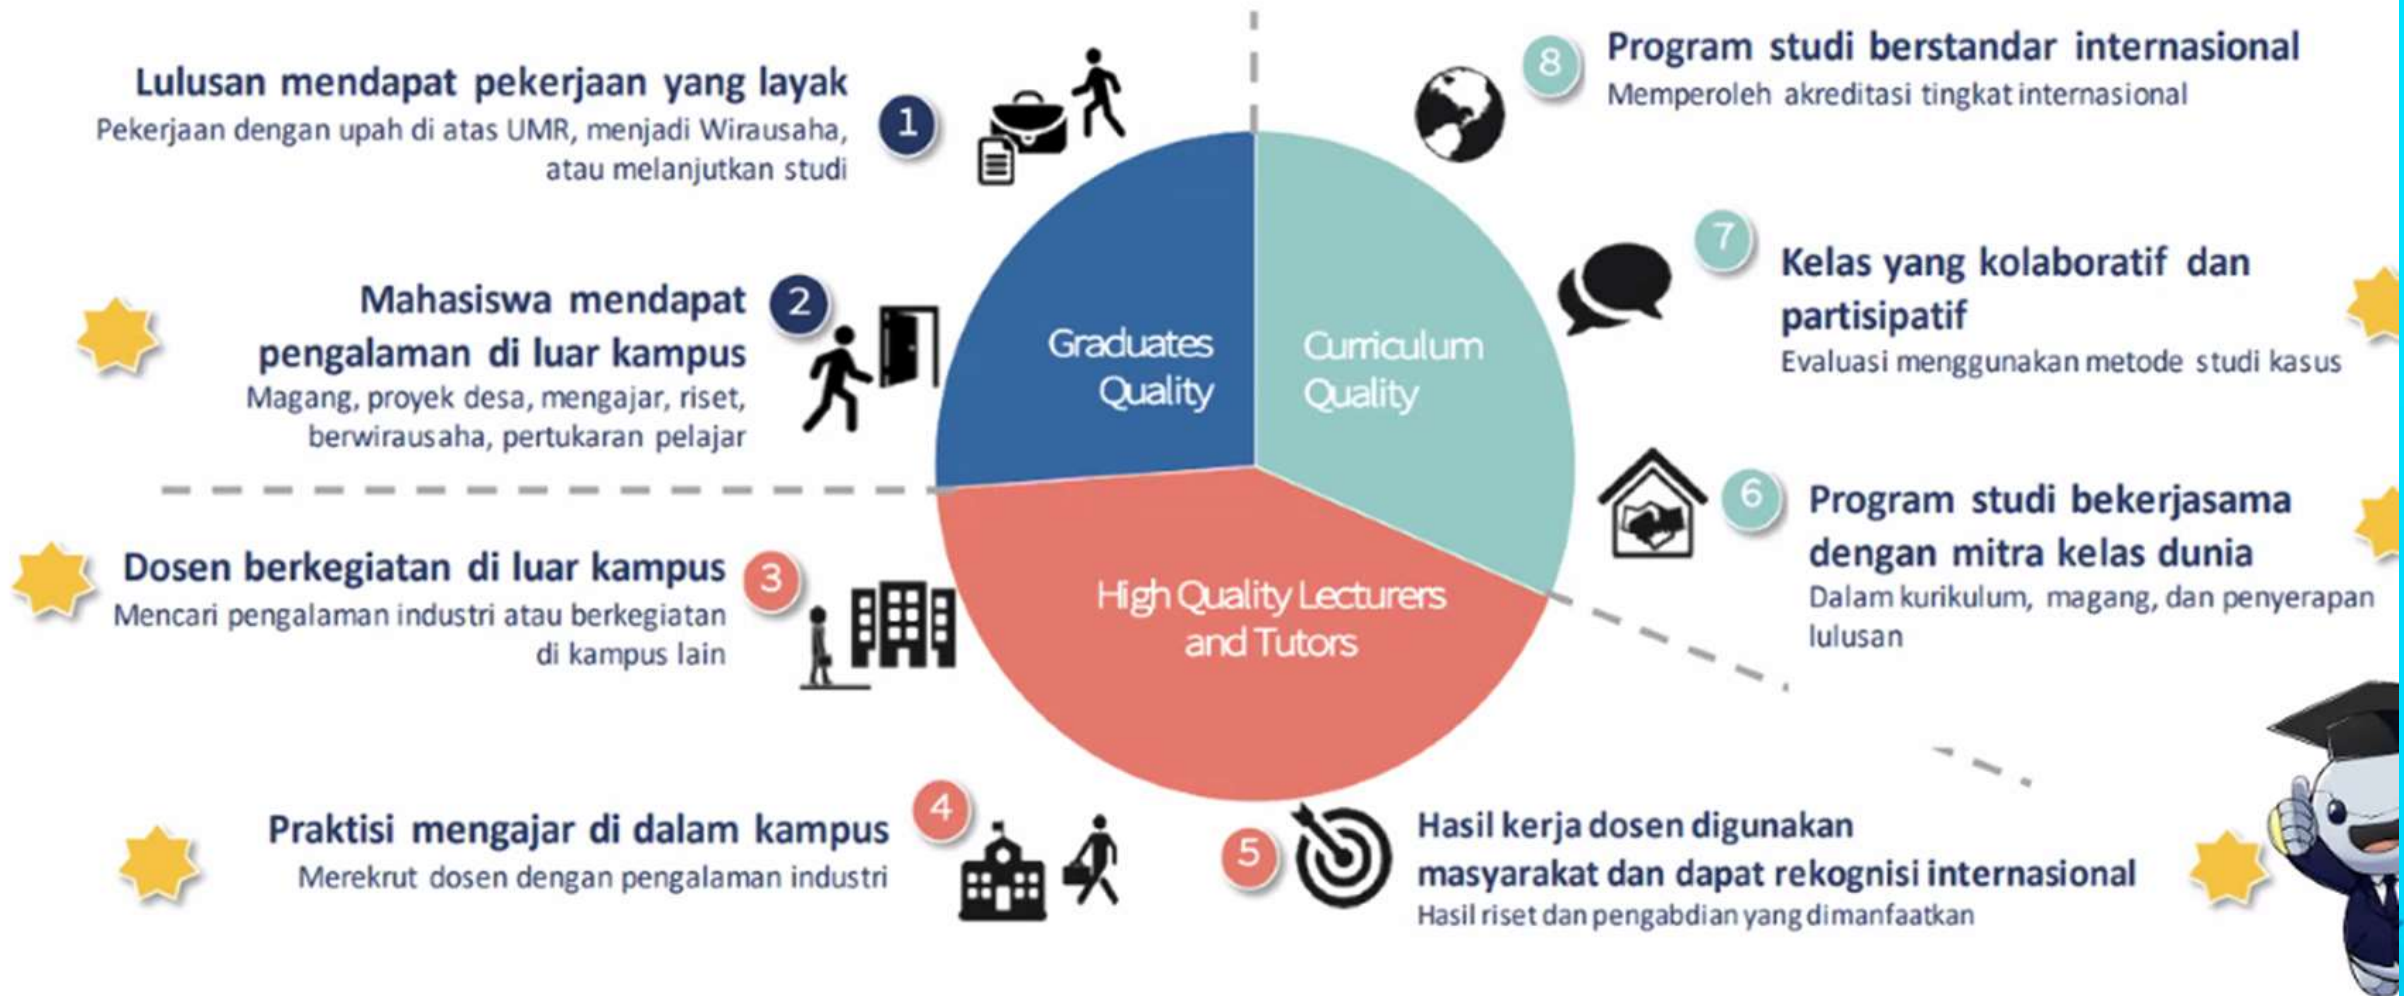 1
Lulusan mendapat pekerjaan yang layak
Pekerjaan dengan upah di atas UMR, menjadi Wirausaha,
atau melanjutkan studi
2
Mahasiswa mendapat
pengalaman di luar kampus
Magang, proyek desa, mengajar, riset,
berwirausaha, pertukaran pelajar
3
Dosen berkegiatan di luar kampus
Mencari pengalaman industri atau berkegiatan
di kampus lain
4
Praktisi mengajar di dalam kampus
Merekrut dosen dengan pengalaman industri
5
Hasil kerja dosen digunakan
masyarakat dan dapat rekognisi internasional
Hasil riset dan pengabdian yang dimanfaatkan
6
Program studi bekerjasama
dengan mitra kelas dunia
Dalam kurikulum, magang, dan penyerapan
lulusan
7
Kelas yang kolaboratif dan
partisipatif
Evaluasi menggunakan metode studi kasus
8
Program studi berstandar internasional
Memperoleh akreditasi tingkat internasional
Graduates
Quality
Curriculum
Quality
High Quality Lecturers
and Tutors